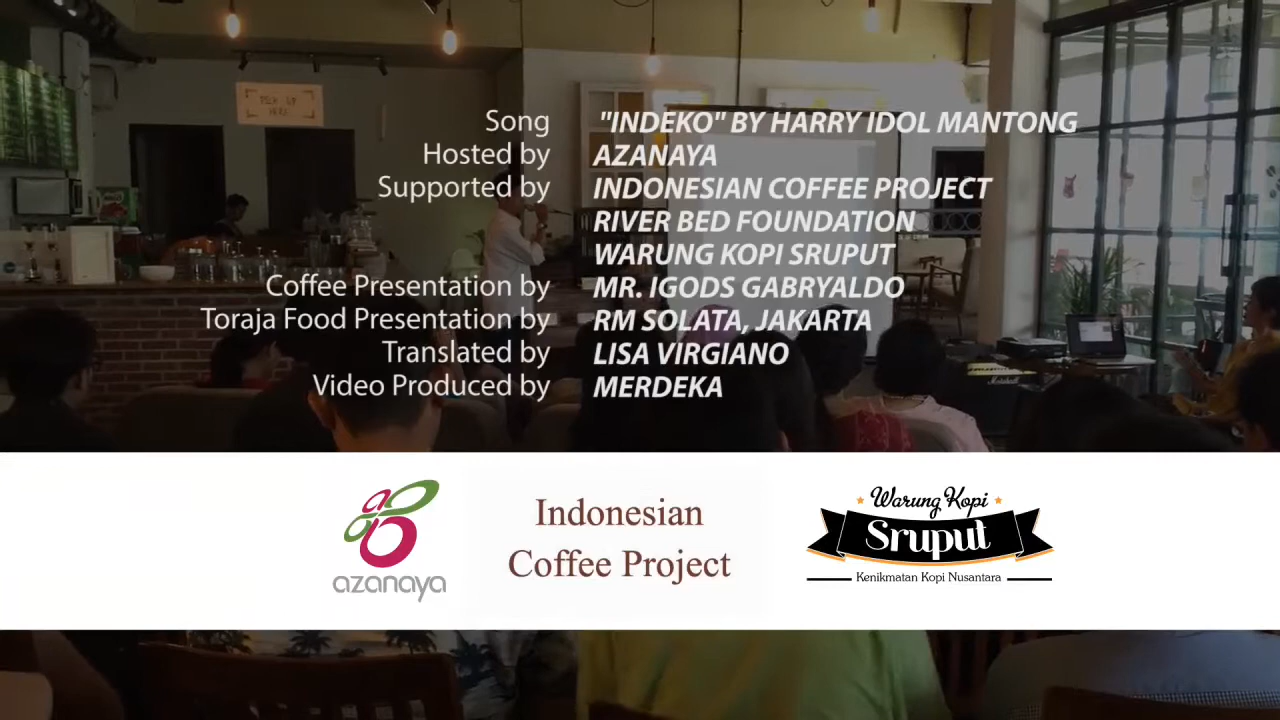 Song "INDEKO" BY HARRY IDOL MANTONG
Hosted by AZANAYA
Supported by INDONESIAN COFFEE PROJECT
RIVER BED FOUNDATION
WARUNG KOPI SRUPUT
Coffee Presentation by MR. IGODS GABRYALDO
Toraja Food Presentation by RM SOLATA, JAKARTA
Translated by LISA VIRGIANO
Video Produced by MERDEKA
Marshall
azanaya
Indonesian
Coffee Project
Warung Kopi
Sruput
Kenikmatan Kopi Nusantara